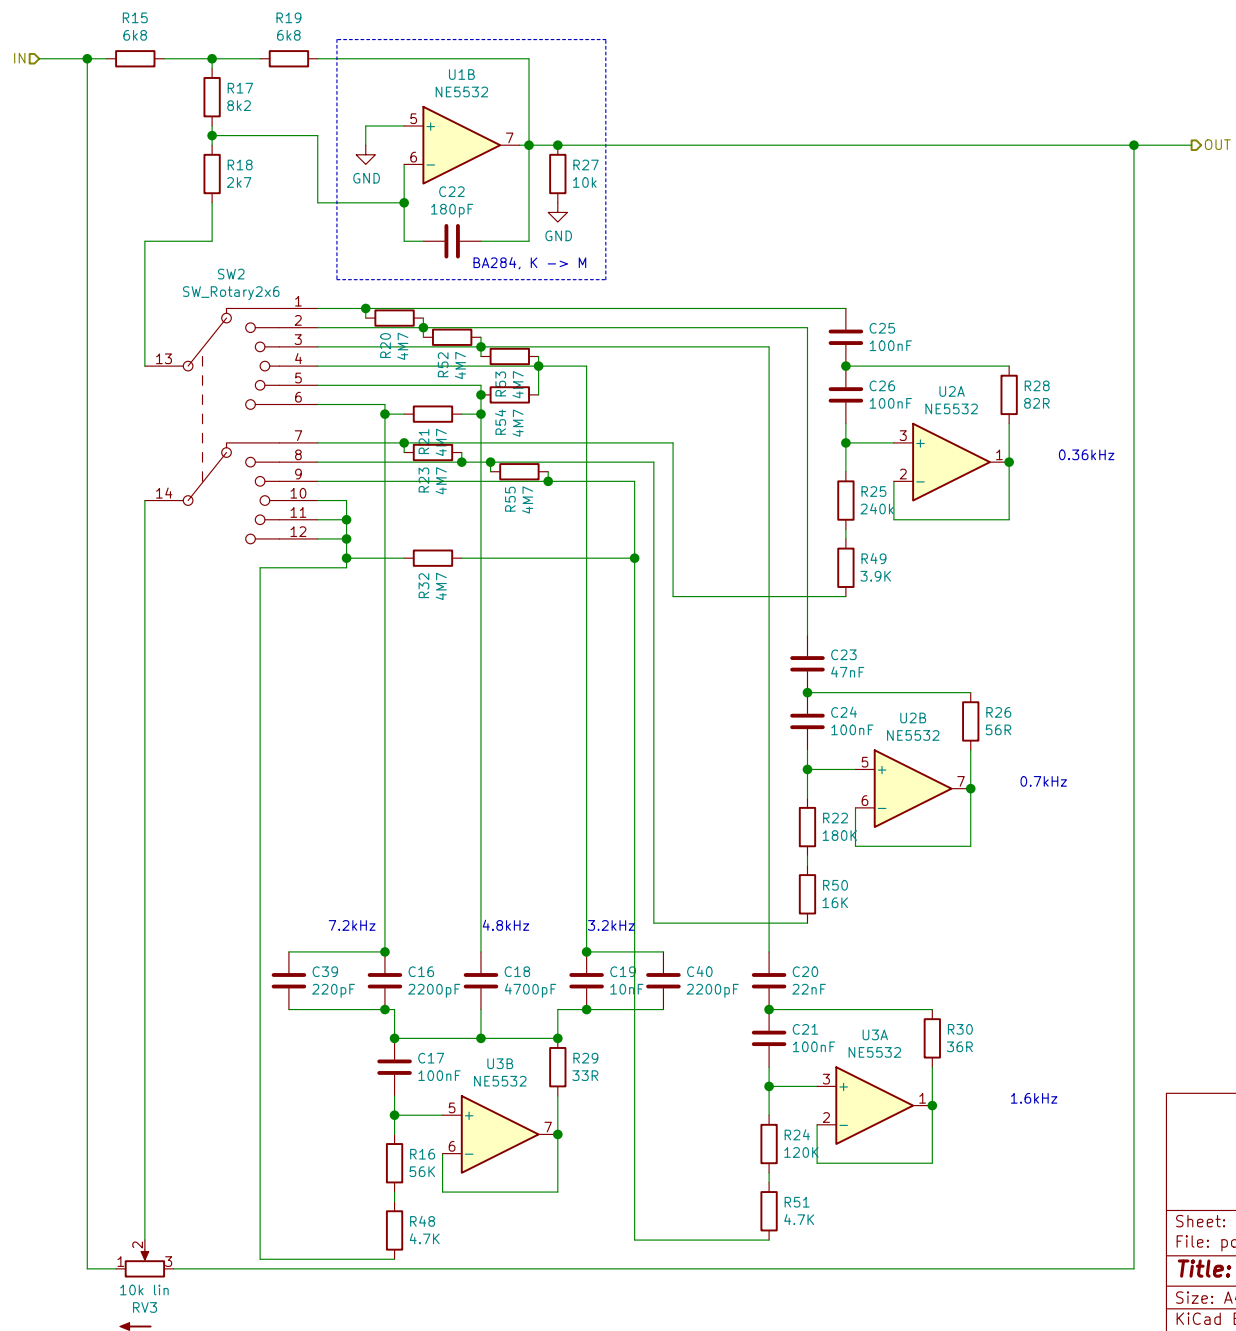 R15
6k8
R19
6k8
IN
R17
8k2
U1B
NE5532
5
+
7
6
−
GND
C22
180pF
R27
10k
GND
OUT
R18
2k7
BA284, K -> M
SW2
SW_Rotary2x6
1
2
3
4
5
6
13
7
8
9
10
11
12
14
R20
4M7
R52
4M7
R53
4M7
R54
4M7
R21
4M7
R23
4M7
R55
4M7
R32
4M7
C25
100nF
C26
100nF
U2A
NE5532
R28
82R
3
+
1
2
−
0.36kHz
R25
240k
R49
3.9K
C23
47nF
C24
100nF
U2B
NE5532
R26
56R
5
+
7
6
−
0.7kHz
R22
180K
R50
16K
7.2kHz
4.8kHz
3.2kHz
C39
220pF
C16
2200pF
C18
4700pF
C19
10nF
C40
2200pF
C20
22nF
C21
100nF
U3A
NE5532
R30
36R
3
+
1
2
−
1.6kHz
R24
120K
R51
4.7K
C17
100nF
U3B
NE5532
R29
33R
5
+
7
6
−
R16
56K
R48
4.7K
2
1
3
10k lin
RV3
Sheet:
Title:
KiCad